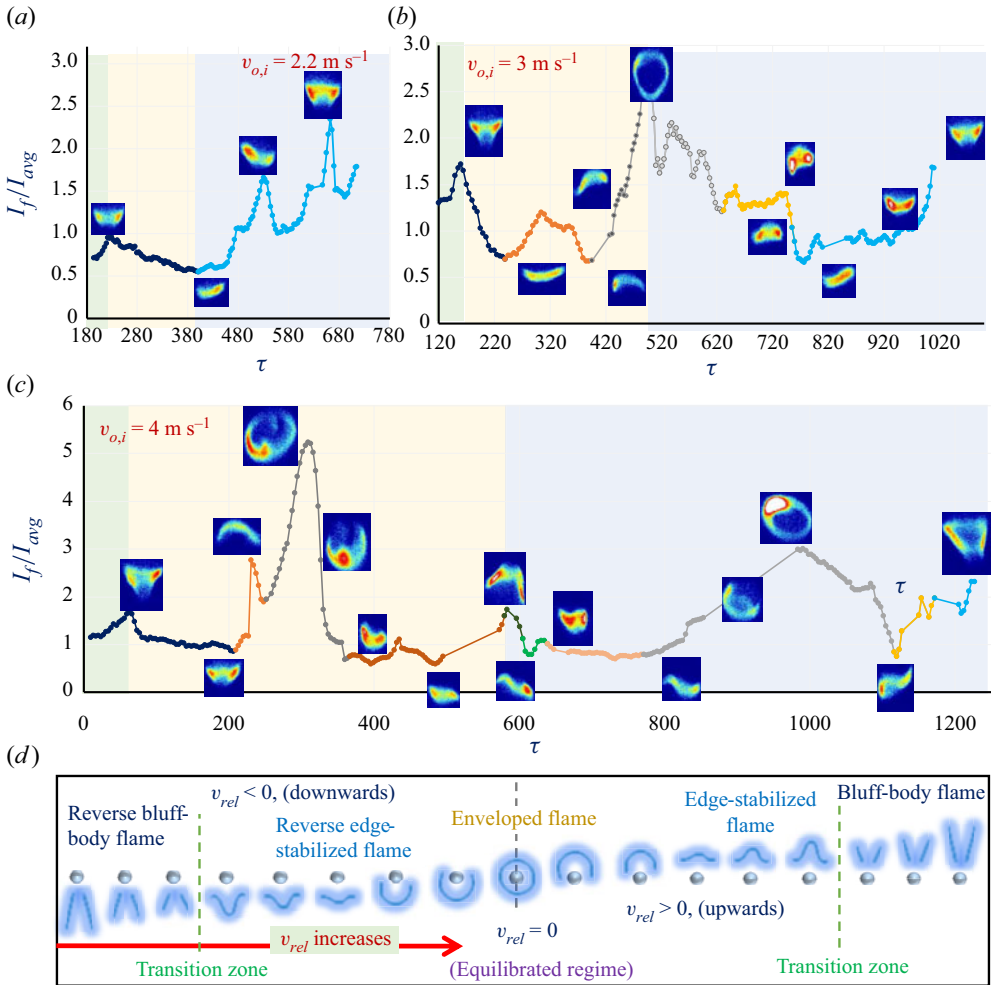 (a)
(b)
3.0
2.5
2.0
1.5
1.0
0.5
0
I_f/I_avg
v_{o,i} = 2.2 m s⁻¹
180 280 380 480 580 680 780
τ
3.0
2.5
2.0
1.5
1.0
0.5
0
v_{o,i} = 3 m s⁻¹
120 220 320 420 520 620 720 820 920 1020
τ
(c)
6
5
4
3
2
1
0
I_f/I_avg
v_{o,i} = 4 m s⁻¹
τ
0 200 400 600 800 1000 1200
τ
(d)
Reverse bluff-
body flame
v_rel < 0, (downwards)
Reverse edge-
stabilized flame
Enveloped flame
Edge-stabilized
flame
Bluff-body flame
v_rel > 0, (upwards)
v_rel = 0
v_rel increases
Transition zone
(Equilibrated regime)
Transition zone